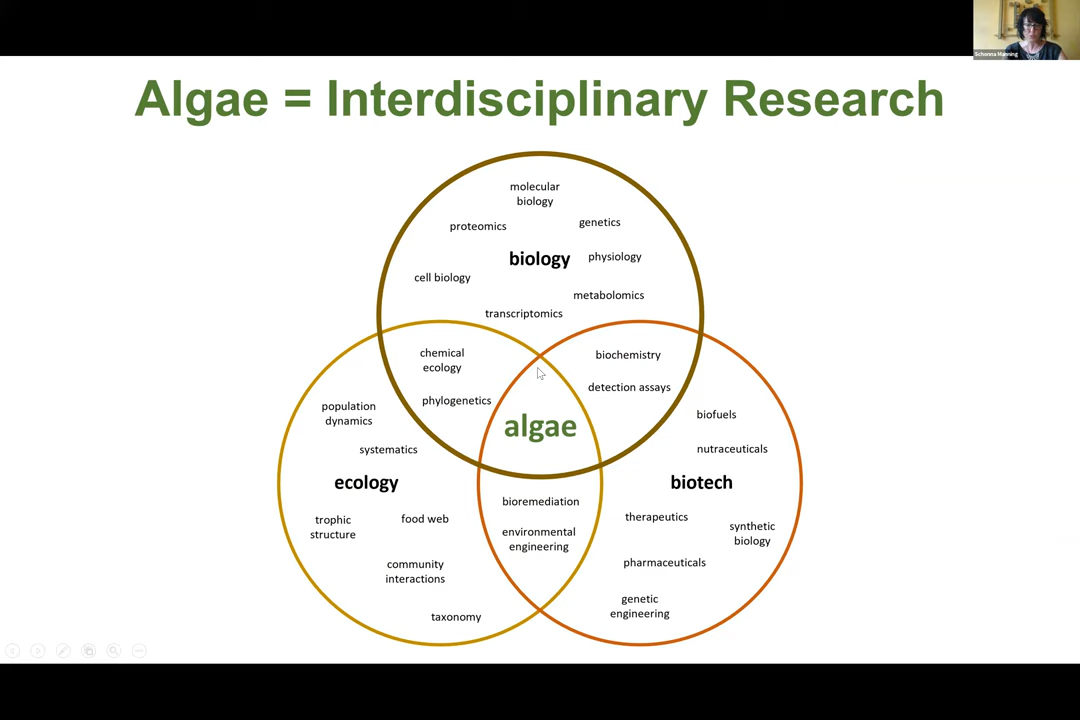 Schonna Manning
Algae = Interdisciplinary Research
molecular
biology
proteomics
genetics
biology
physiology
cell biology
metabolomics
transcriptomics
chemical
ecology
biochemistry
phylogenetics
detection assays
algae
population
dynamics
systematics
ecology
trophic
structure
food web
community
interactions
taxonomy
bioremediation
environmental
engineering
biofuels
nutraceuticals
biotech
therapeutics
synthetic
biology
pharmaceuticals
genetic
engineering